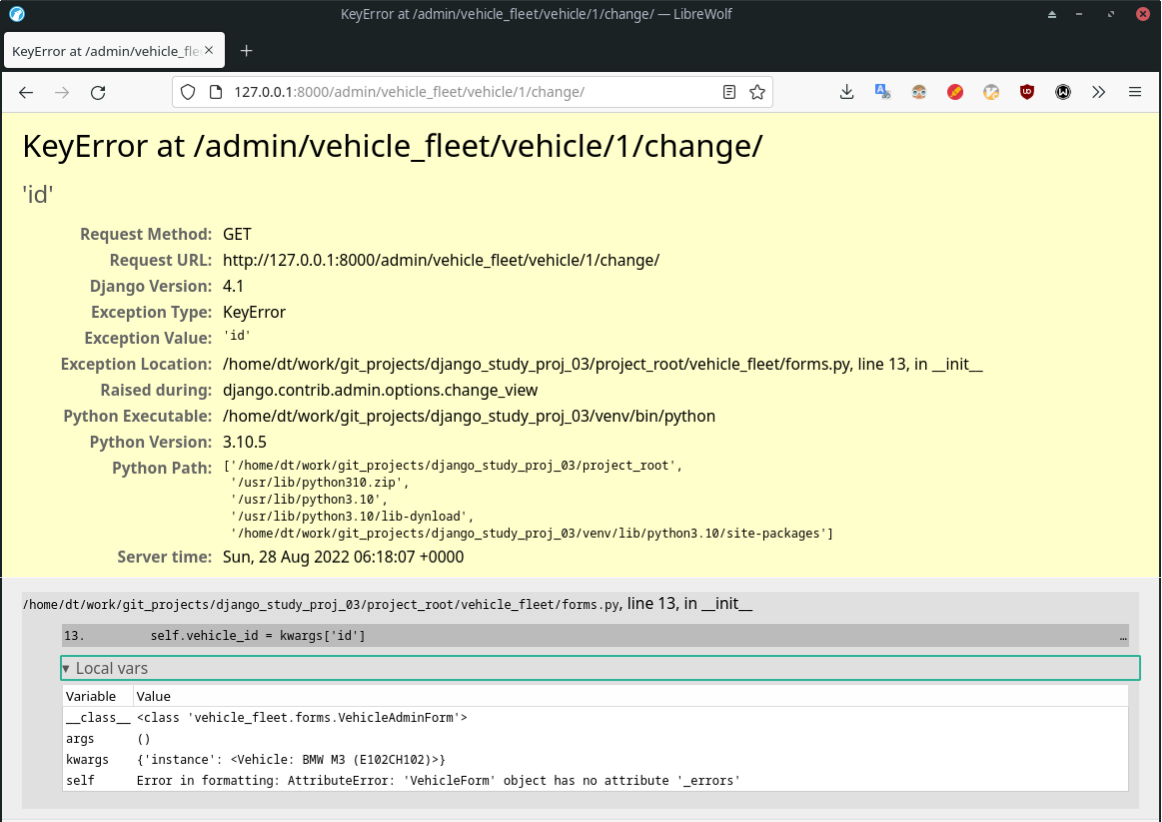 KeyError at /admin/vehicle_fleet/vehicle/1/change/ — LibreWolf
KeyError at /admin/vehicle_fle
127.0.0.1:8000/admin/vehicle_fleet/vehicle/1/change/
KeyError at /admin/vehicle_fleet/vehicle/1/change/
'id'
Request Method: GET
Request URL: http://127.0.0.1:8000/admin/vehicle_fleet/vehicle/1/change/
Django Version: 4.1
Exception Type: KeyError
Exception Value: 'id'
Exception Location: /home/dt/work/git_projects/django_study_proj_03/project_root/vehicle_fleet/forms.py, line 13, in __init__
Raised during: django.contrib.admin.options.change_view
Python Executable: /home/dt/work/git_projects/django_study_proj_03/venv/bin/python
Python Version: 3.10.5
Python Path: ['/home/dt/work/git_projects/django_study_proj_03/project_root',
'/usr/lib/python310.zip',
'/usr/lib/python3.10',
'/usr/lib/python3.10/lib-dynload',
'/home/dt/work/git_projects/django_study_proj_03/venv/lib/python3.10/site-packages']
Server time: Sun, 28 Aug 2022 06:18:07 +0000
/home/dt/work/git_projects/django_study_proj_03/project_root/vehicle_fleet/forms.py, line 13, in __init__
13. self.vehicle_id = kwargs['id'] …
▾ Local vars
Variable Value
__class__ <class 'vehicle_fleet.forms.VehicleAdminForm'>
args ()
kwargs {'instance': <Vehicle: BMW M3 (E102CH102)>}
self Error in formatting: AttributeError: 'VehicleForm' object has no attribute '_errors'